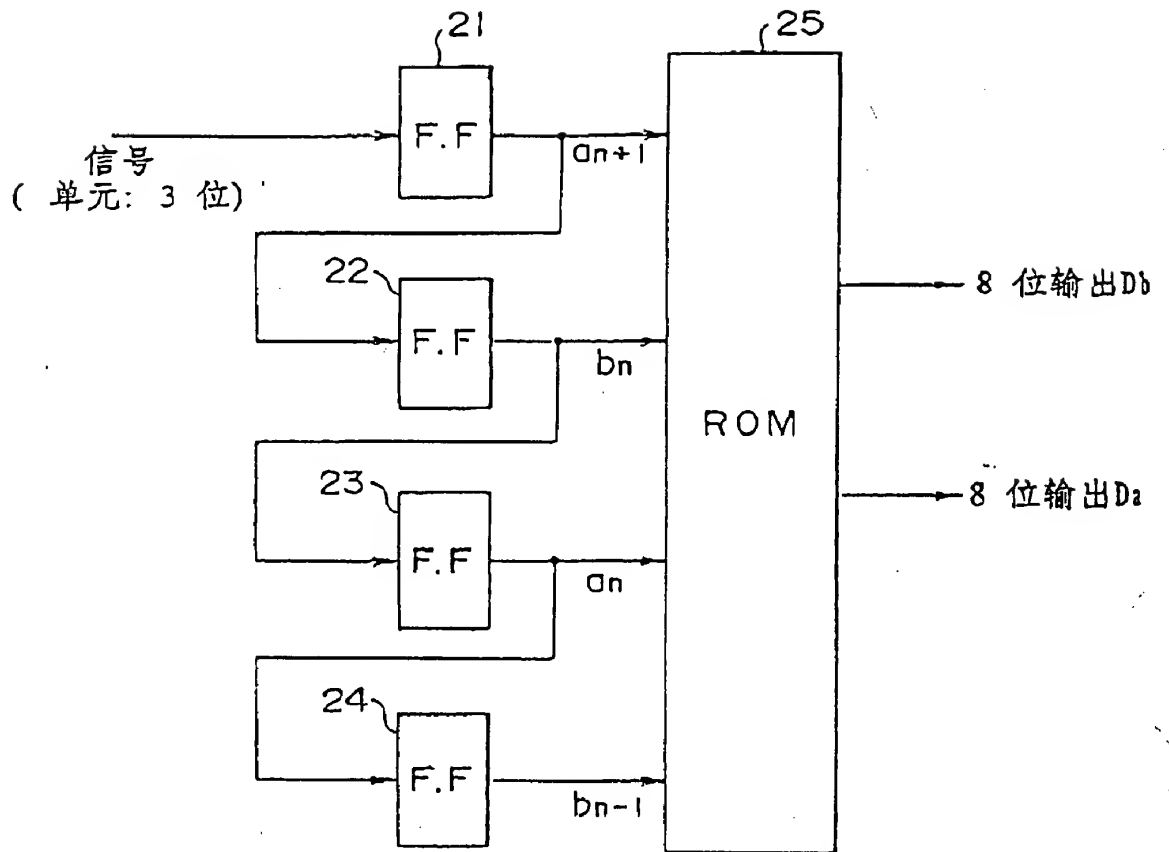 21
25
F.F
an+1
信号
( 单元: 3 位)
22
F.F
bn
8 位输出Db
ROM
23
F.F
an
8 位输出Da
24
F.F
bn-1